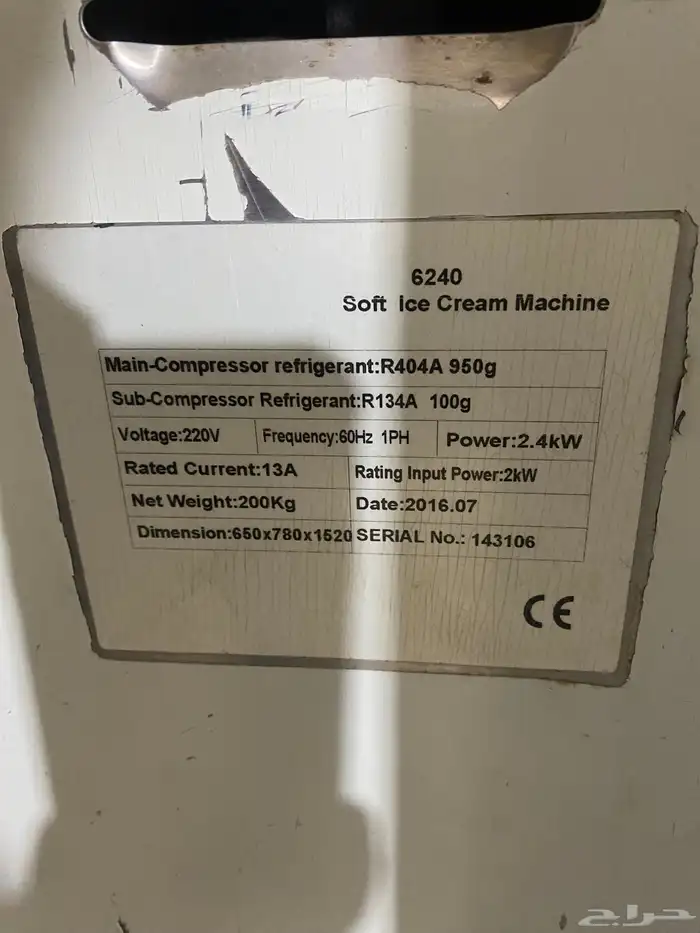 6240
Soft ice Cream Machine
Main-Compressor refrigerant:R404A 950g
Sub-Compressor Refrigerant:R134A 100g
Voltage:220V Frequency:60Hz 1PH Power:2.4kW
Rated Current:13A Rating Input Power:2kW
Net Weight:200Kg Date:2016.07
Dimension:650x780x1520 SERIAL No.: 143106
CE
حراج